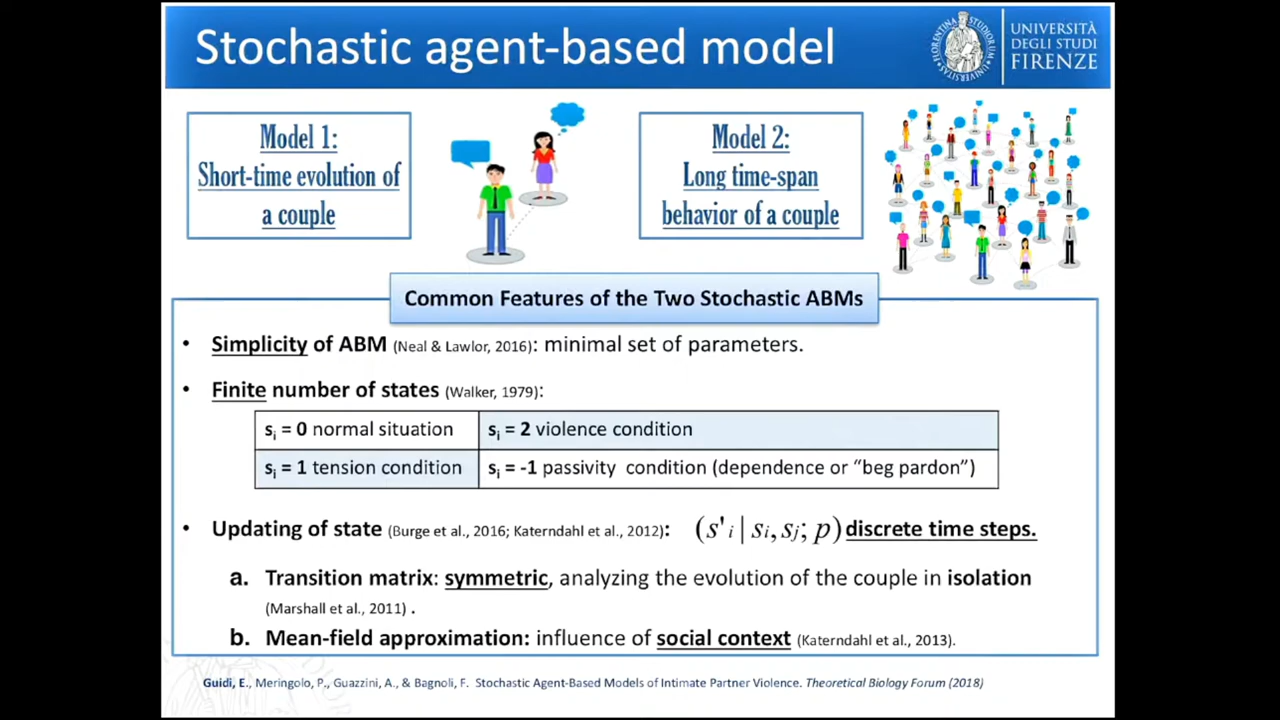 Stochastic agent-based model
UNIVERSITÀ
DEGLI STUDI
FIRENZE
Model 1:
Short-time evolution of
a couple
Model 2:
Long time-span
behavior of a couple
Common Features of the Two Stochastic ABMs
• Simplicity of ABM (Neal & Lawlor, 2016): minimal set of parameters.
• Finite number of states (Walker, 1979):
si = 0 normal situation
si = 2 violence condition
si = 1 tension condition
si = -1 passivity condition (dependence or “beg pardon”)
• Updating of state (Burge et al., 2016; Katerndahl et al., 2012): (s'i | si, sj; p) discrete time steps.
a. Transition matrix: symmetric, analyzing the evolution of the couple in isolation
(Marshall et al., 2011) .
b. Mean-field approximation: influence of social context (Katerndahl et al., 2013).
Guidi, E., Meringolo, P., Guazzini, A., & Bagnoli, F. Stochastic Agent-Based Models of Intimate Partner Violence. Theoretical Biology Forum (2018)